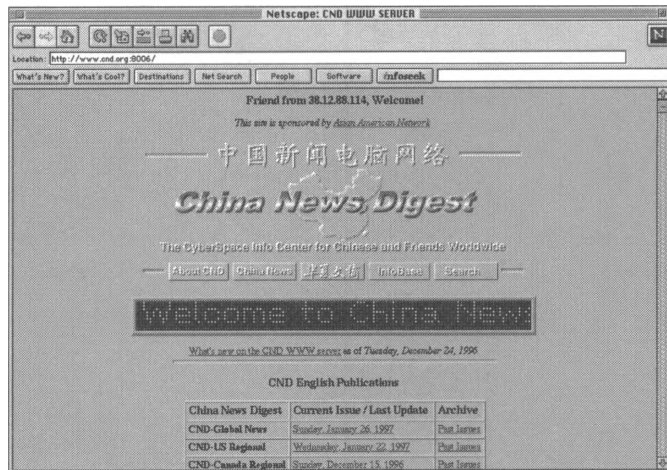 Netscape: CND WWW SERVER
N
Location: http://www.cnd.org:8006/
What's New? What's Cool? Destinations Net Search People Software infoseek
Friend from 38.12.88.114, Welcome!
This site is sponsored by Asian American Network
中国新闻电脑网络
China News Digest
The CyberSpace Info Center for Chinese and Friends Worldwide
About CND China News 华夏文摘 InfoBase Search
Welcome to China News
What's new on the CND WWW server as of Tuesday, December 24, 1996
CND English Publications
China News Digest Current Issue / Last Update Archive
CND-Global News Sunday, January 26, 1997 Past Issues
CND-US Regional Wednesday, January 22, 1997 Past Issues
CND-Canada Regional Sunday, December 15, 1996 Past Issues